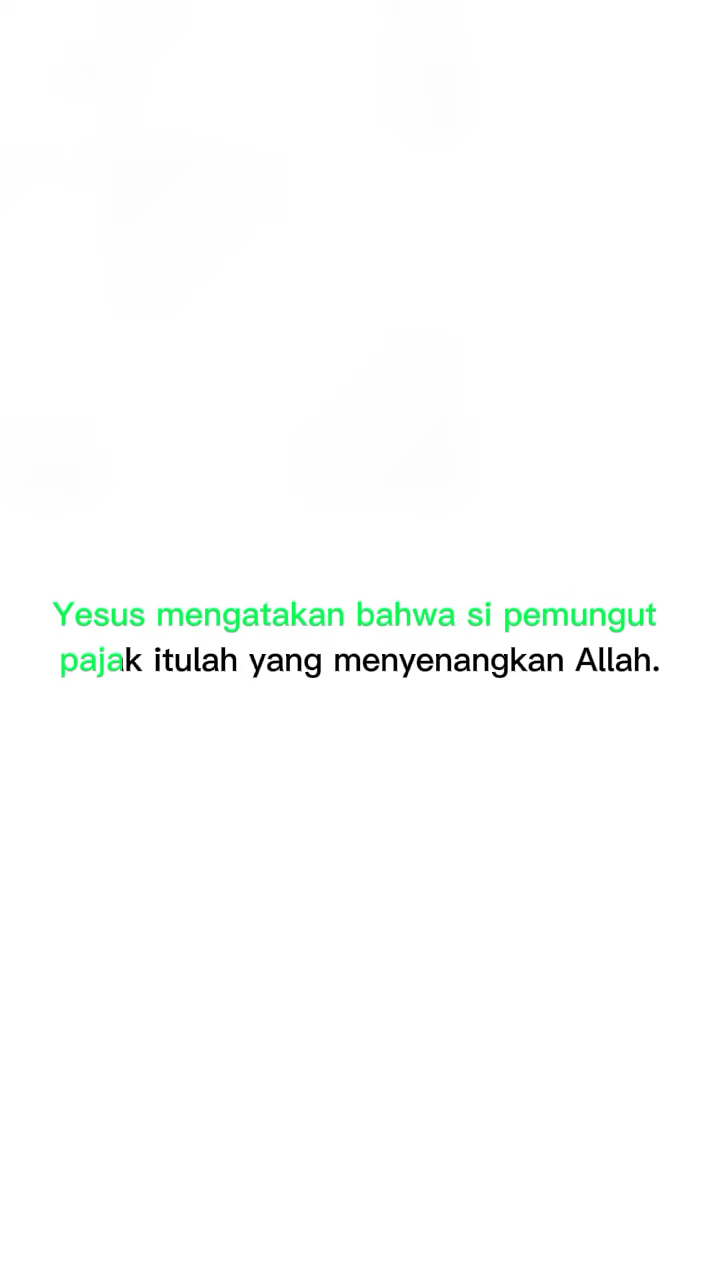 Yesus mengatakan bahwa si pemungut
pajak itulah yang menyenangkan Allah.